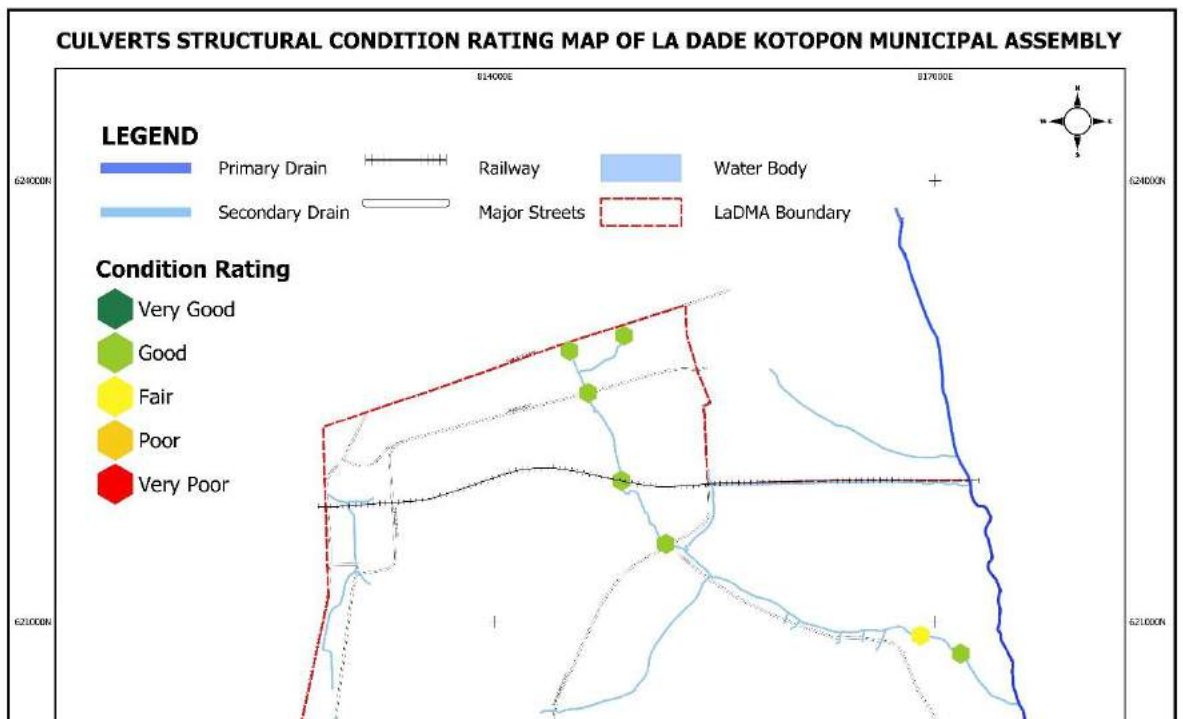 CULVERTS STRUCTURAL CONDITION RATING MAP OF LA DADE KOTOPON MUNICIPAL ASSEMBLY
814000E 817000E
N
W E
S
LEGEND
Primary Drain Railway Water Body
624000N 624000N
Secondary Drain Major Streets LaDMA Boundary
Condition Rating
Very Good
Good
Fair
Poor
Very Poor
621000N 621000N